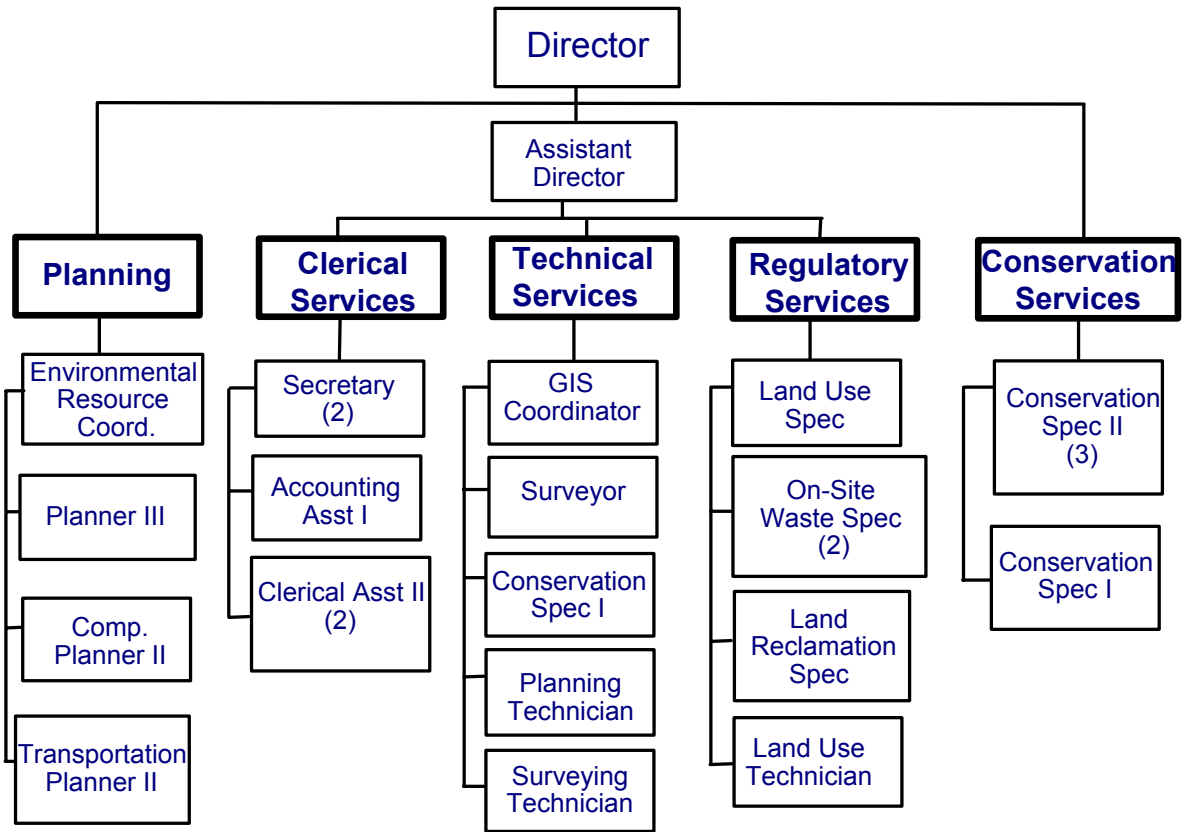 Director
Assistant
Director
Planning
Clerical
Services
Technical
Services
Regulatory
Services
Conservation
Services
Environmental
Resource
Coord.
Planner III
Comp.
Planner II
Transportation
Planner II
Secretary
(2)
Accounting
Asst I
Clerical Asst II
(2)
GIS
Coordinator
Surveyor
Conservation
Spec I
Planning
Technician
Surveying
Technician
Land Use
Spec
On-Site
Waste Spec
(2)
Land
Reclamation
Spec
Land Use
Technician
Conservation
Spec II
(3)
Conservation
Spec I